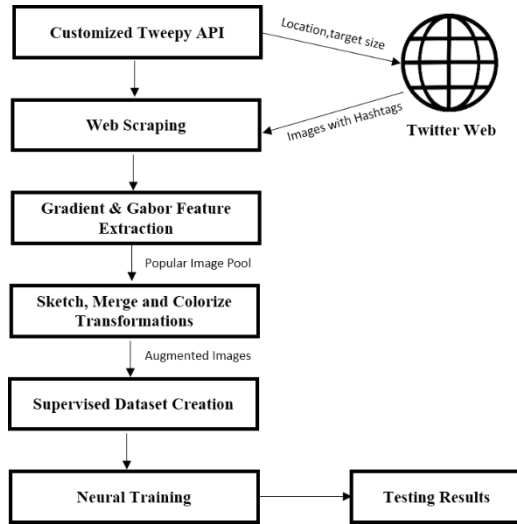 Customized Tweepy API
Location,target size
Images with Hashtags
Twitter Web
Web Scraping
Gradient & Gabor Feature
Extraction
Popular Image Pool
Sketch, Merge and Colorize
Transformations
Augmented Images
Supervised Dataset Creation
Neural Training
Testing Results